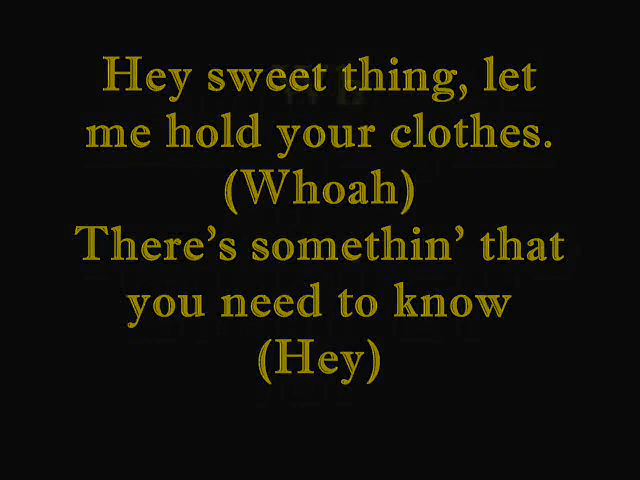 Hey sweet thing, let
me hold your clothes.
(Whoah)
There's somethin' that
you need to know
(Hey)